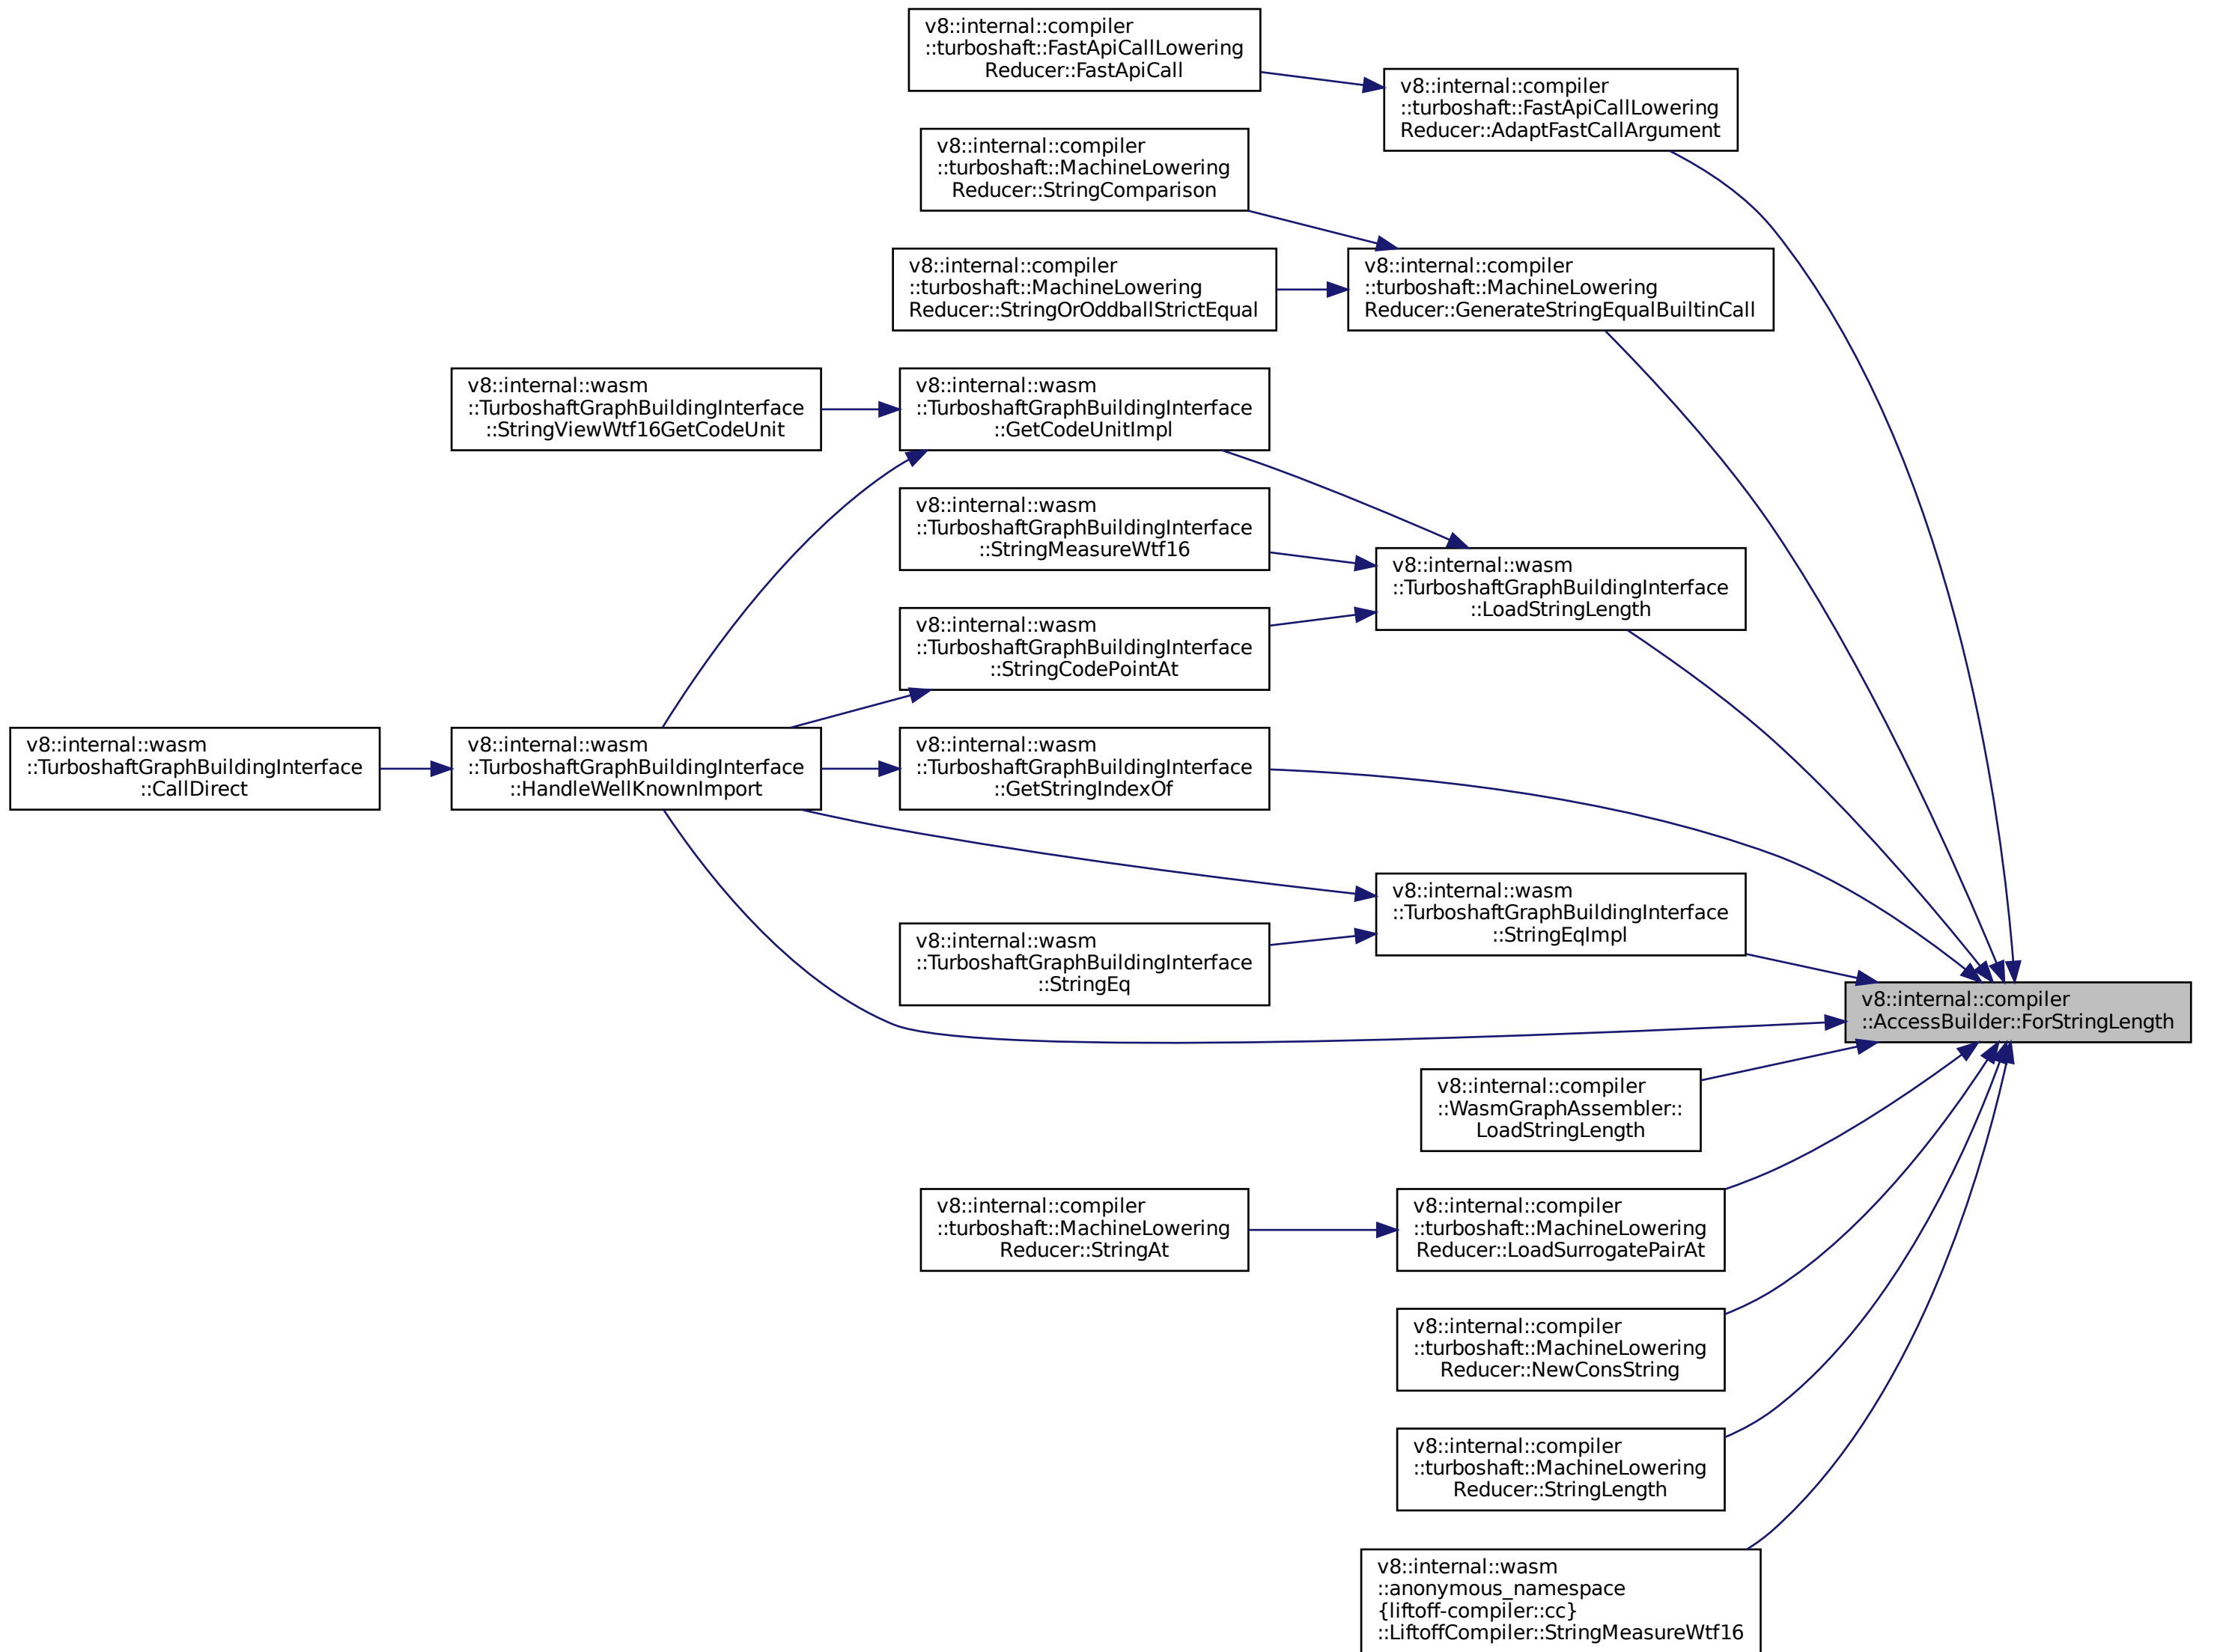 v8::internal::compiler
::turboshaft::FastApiCallLowering
Reducer::FastApiCall
v8::internal::compiler
::turboshaft::FastApiCallLowering
Reducer::AdaptFastCallArgument
v8::internal::compiler
::turboshaft::MachineLowering
Reducer::StringComparison
v8::internal::compiler
::turboshaft::MachineLowering
Reducer::StringOrOddballStrictEqual
v8::internal::compiler
::turboshaft::MachineLowering
Reducer::GenerateStringEqualBuiltinCall
v8::internal::wasm
::TurboshaftGraphBuildingInterface
::StringViewWtf16GetCodeUnit
v8::internal::wasm
::TurboshaftGraphBuildingInterface
::GetCodeUnitImpl
v8::internal::wasm
::TurboshaftGraphBuildingInterface
::StringMeasureWtf16
v8::internal::wasm
::TurboshaftGraphBuildingInterface
::LoadStringLength
v8::internal::wasm
::TurboshaftGraphBuildingInterface
::StringCodePointAt
v8::internal::wasm
::TurboshaftGraphBuildingInterface
::CallDirect
v8::internal::wasm
::TurboshaftGraphBuildingInterface
::HandleWellKnownImport
v8::internal::wasm
::TurboshaftGraphBuildingInterface
::GetStringIndexOf
v8::internal::wasm
::TurboshaftGraphBuildingInterface
::StringEqImpl
v8::internal::wasm
::TurboshaftGraphBuildingInterface
::StringEq
v8::internal::compiler
::AccessBuilder::ForStringLength
v8::internal::compiler
::WasmGraphAssembler::
LoadStringLength
v8::internal::compiler
::turboshaft::MachineLowering
Reducer::StringAt
v8::internal::compiler
::turboshaft::MachineLowering
Reducer::LoadSurrogatePairAt
v8::internal::compiler
::turboshaft::MachineLowering
Reducer::NewConsString
v8::internal::compiler
::turboshaft::MachineLowering
Reducer::StringLength
v8::internal::wasm
::anonymous_namespace
{liftoff-compiler::cc}
::LiftoffCompiler::StringMeasureWtf16